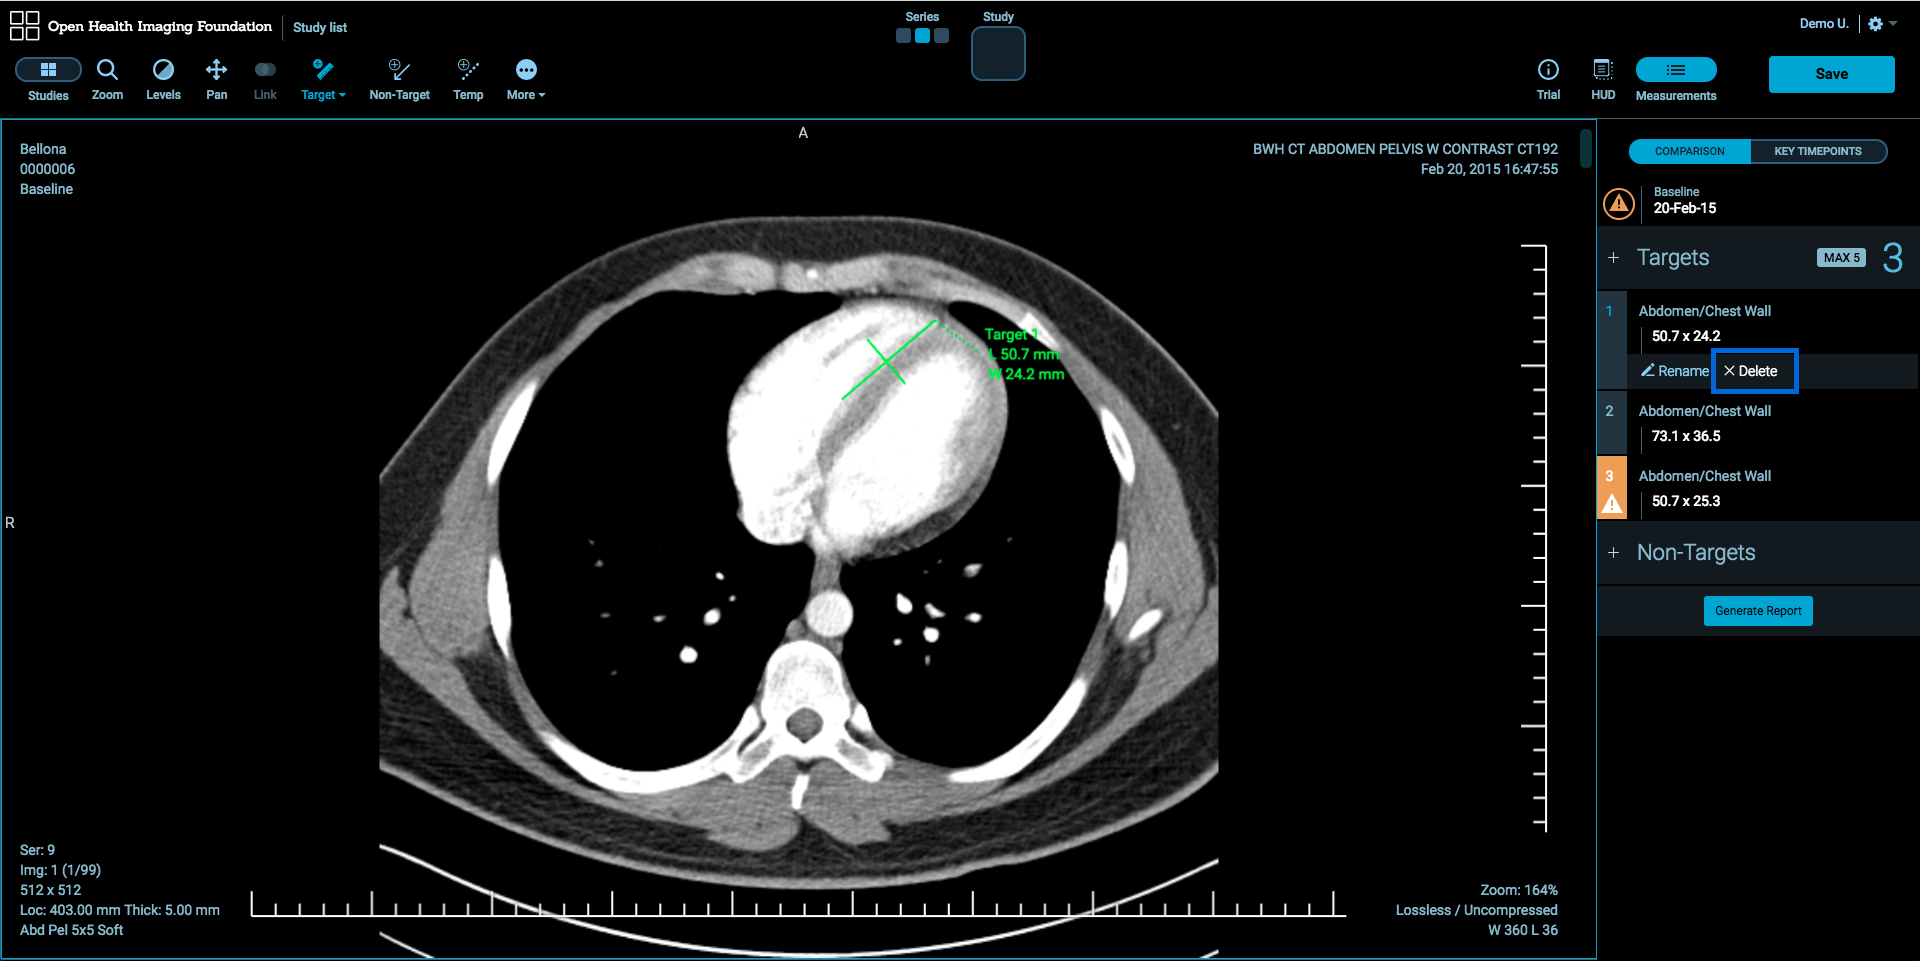 Open Health Imaging Foundation
Study list
Series
Study
Demo U.
Studies
Zoom
Levels
Pan
Link
Target
Non-Target
Temp
More
Trial
HUD
Measurements
Save
A
Bellona
0000006
Baseline
BWH CT ABDOMEN PELVIS W CONTRAST CT192
Feb 20, 2015 16:47:55
R
Target 1
L 50.7 mm
W 24.2 mm
Ser: 9
Img: 1 (1/99)
512 x 512
Loc: 403.00 mm Thick: 5.00 mm
Abd Pel 5x5 Soft
Zoom: 164%
Lossless / Uncompressed
W 360 L 36
COMPARISON
KEY TIMEPOINTS
Baseline
20-Feb-15
+ Targets MAX 5 3
1 Abdomen/Chest Wall
50.7 x 24.2
Rename Delete
2 Abdomen/Chest Wall
73.1 x 36.5
3 Abdomen/Chest Wall
50.7 x 25.3
+ Non-Targets
Generate Report